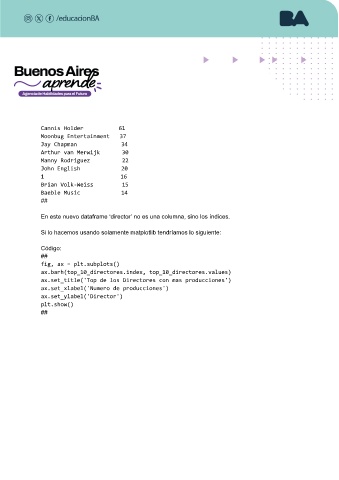 /educacionBA
BA
Buenos Aires
aprende
Agencia de Habilidades para el Futuro
Cannis Holder 61
Moonbug Entertainment 37
Jay Chapman 34
Arthur van Merwijk 30
Manny Rodriguez 22
John English 20
1 16
Brian Volk-Weiss 15
Baeble Music 14
##
En este nuevo dataframe 'director' no es una columna, sino los índices.
Si lo hacemos usando solamente matplotlib tendríamos lo siguiente:
Código:
##
fig, ax = plt.subplots()
ax.barh(top_10_directores.index, top_10_directores.values)
ax.set_title('Top de los Directores con mas producciones')
ax.set_xlabel('Numero de producciones')
ax.set_ylabel('Director')
plt.show()
##